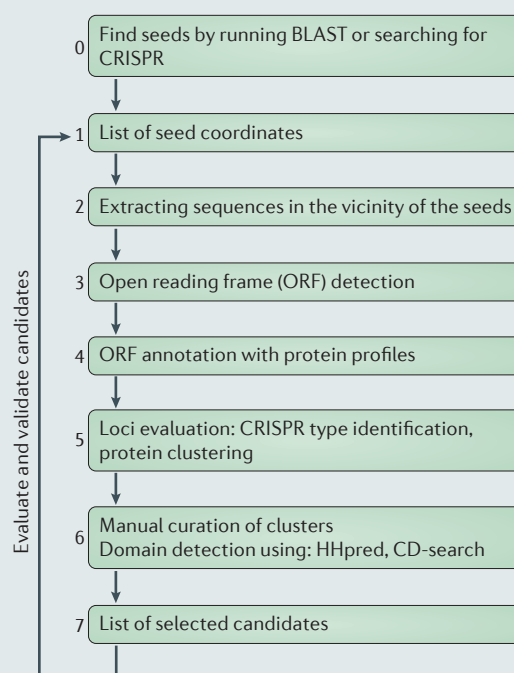 0
Find seeds by running BLAST or searching for
CRISPR
1
List of seed coordinates
2
Extracting sequences in the vicinity of the seeds
3
Open reading frame (ORF) detection
4
ORF annotation with protein profiles
5
Loci evaluation: CRISPR type identification,
protein clustering
6
Manual curation of clusters
Domain detection using: HHpred, CD-search
7
List of selected candidates
Evaluate and validate candidates